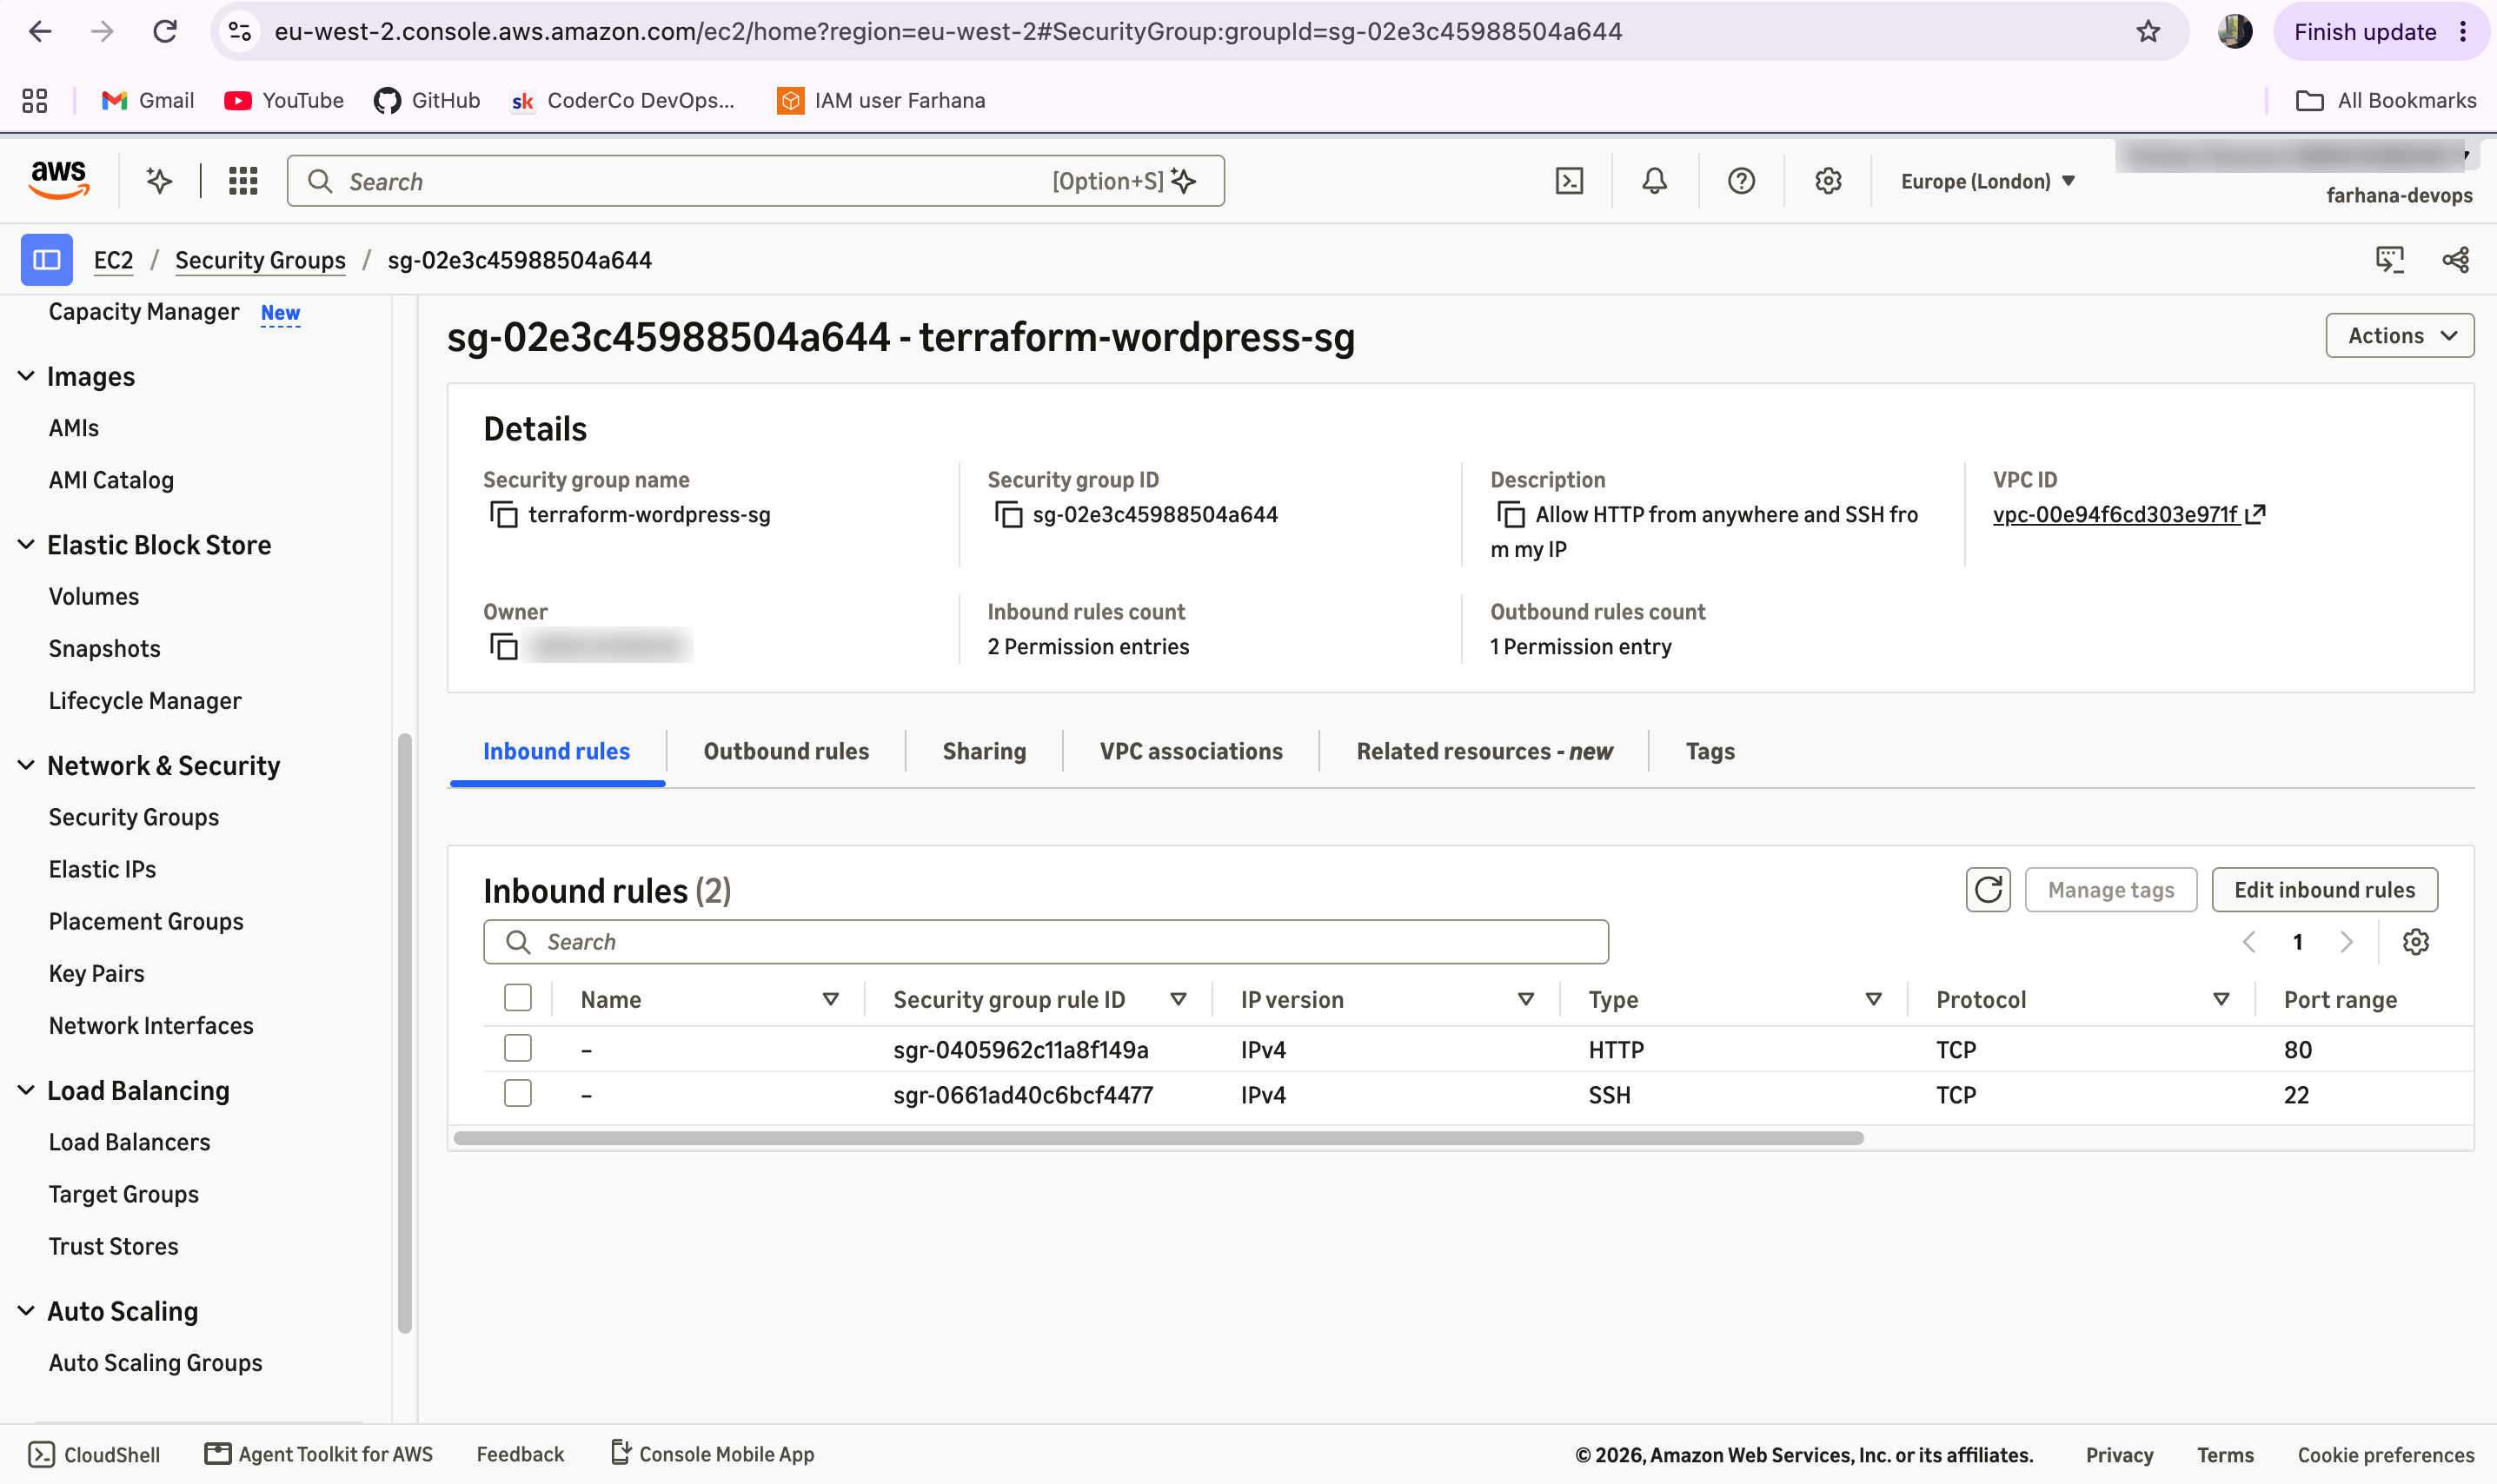 eu-west-2.console.aws.amazon.com/ec2/home?region=eu-west-2#SecurityGroup:groupId=sg-02e3c45988504a644
Finish update
Gmail
YouTube
GitHub
sk
CoderCo DevOps...
IAM user Farhana
All Bookmarks
aws
Search
[Option+S]
Europe (London)
farhana-devops
EC2 / Security Groups / sg-02e3c45988504a644
Capacity Manager New
Images
AMIs
AMI Catalog
Elastic Block Store
Volumes
Snapshots
Lifecycle Manager
Network & Security
Security Groups
Elastic IPs
Placement Groups
Key Pairs
Network Interfaces
Load Balancing
Load Balancers
Target Groups
Trust Stores
Auto Scaling
Auto Scaling Groups
sg-02e3c45988504a644 - terraform-wordpress-sg
Actions
Details
Security group name
terraform-wordpress-sg
Security group ID
sg-02e3c45988504a644
Description
Allow HTTP from anywhere and SSH fro
m my IP
VPC ID
vpc-00e94f6cd303e971f
Owner
Inbound rules count
2 Permission entries
Outbound rules count
1 Permission entry
Inbound rules
Outbound rules
Sharing
VPC associations
Related resources - new
Tags
Inbound rules (2)
Manage tags
Edit inbound rules
Search
1
Name Security group rule ID IP version Type Protocol Port range
– sgr-0405962c11a8f149a IPv4 HTTP TCP 80
– sgr-0661ad40c6bcf4477 IPv4 SSH TCP 22
CloudShell
Agent Toolkit for AWS
Feedback
Console Mobile App
© 2026, Amazon Web Services, Inc. or its affiliates.
Privacy
Terms
Cookie preferences